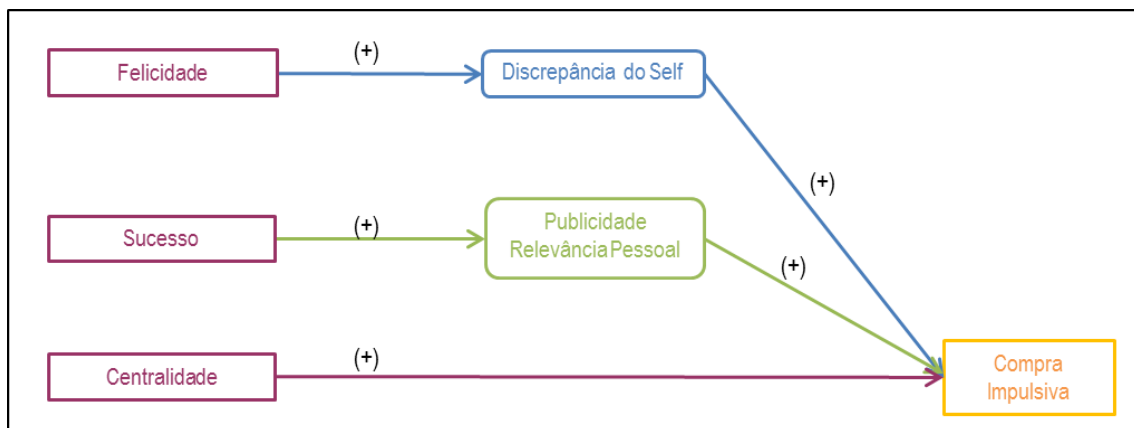 (+)
Felicidade
Discrepância do Self
(+)
(+)
Sucesso
Publicidade
Relevância Pessoal
(+)
(+)
Centralidade
Compra
Impulsiva